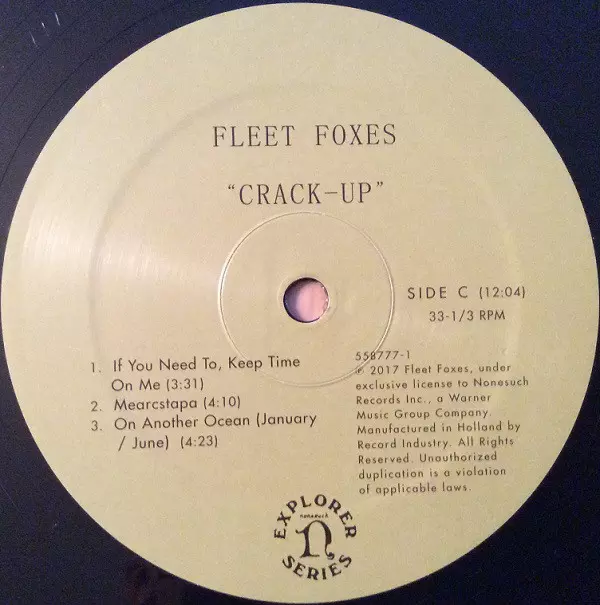 FLEET FOXES
“CRACK-UP”
SIDE C (12:04)
33-1/3 RPM
1. If You Need To, Keep Time
On Me (3:31)
2. Mearcstapa (4:10)
3. On Another Ocean (January
/ June) (4:23)
558777-1
℗ 2017 Fleet Foxes, under
exclusive license to Nonesuch
Records Inc., a Warner
Music Group Company.
Manufactured in Holland by
Record Industry. All Rights
Reserved. Unauthorized
duplication is a violation
of applicable laws.
EXPLORER
nonesuch
n
SERIES